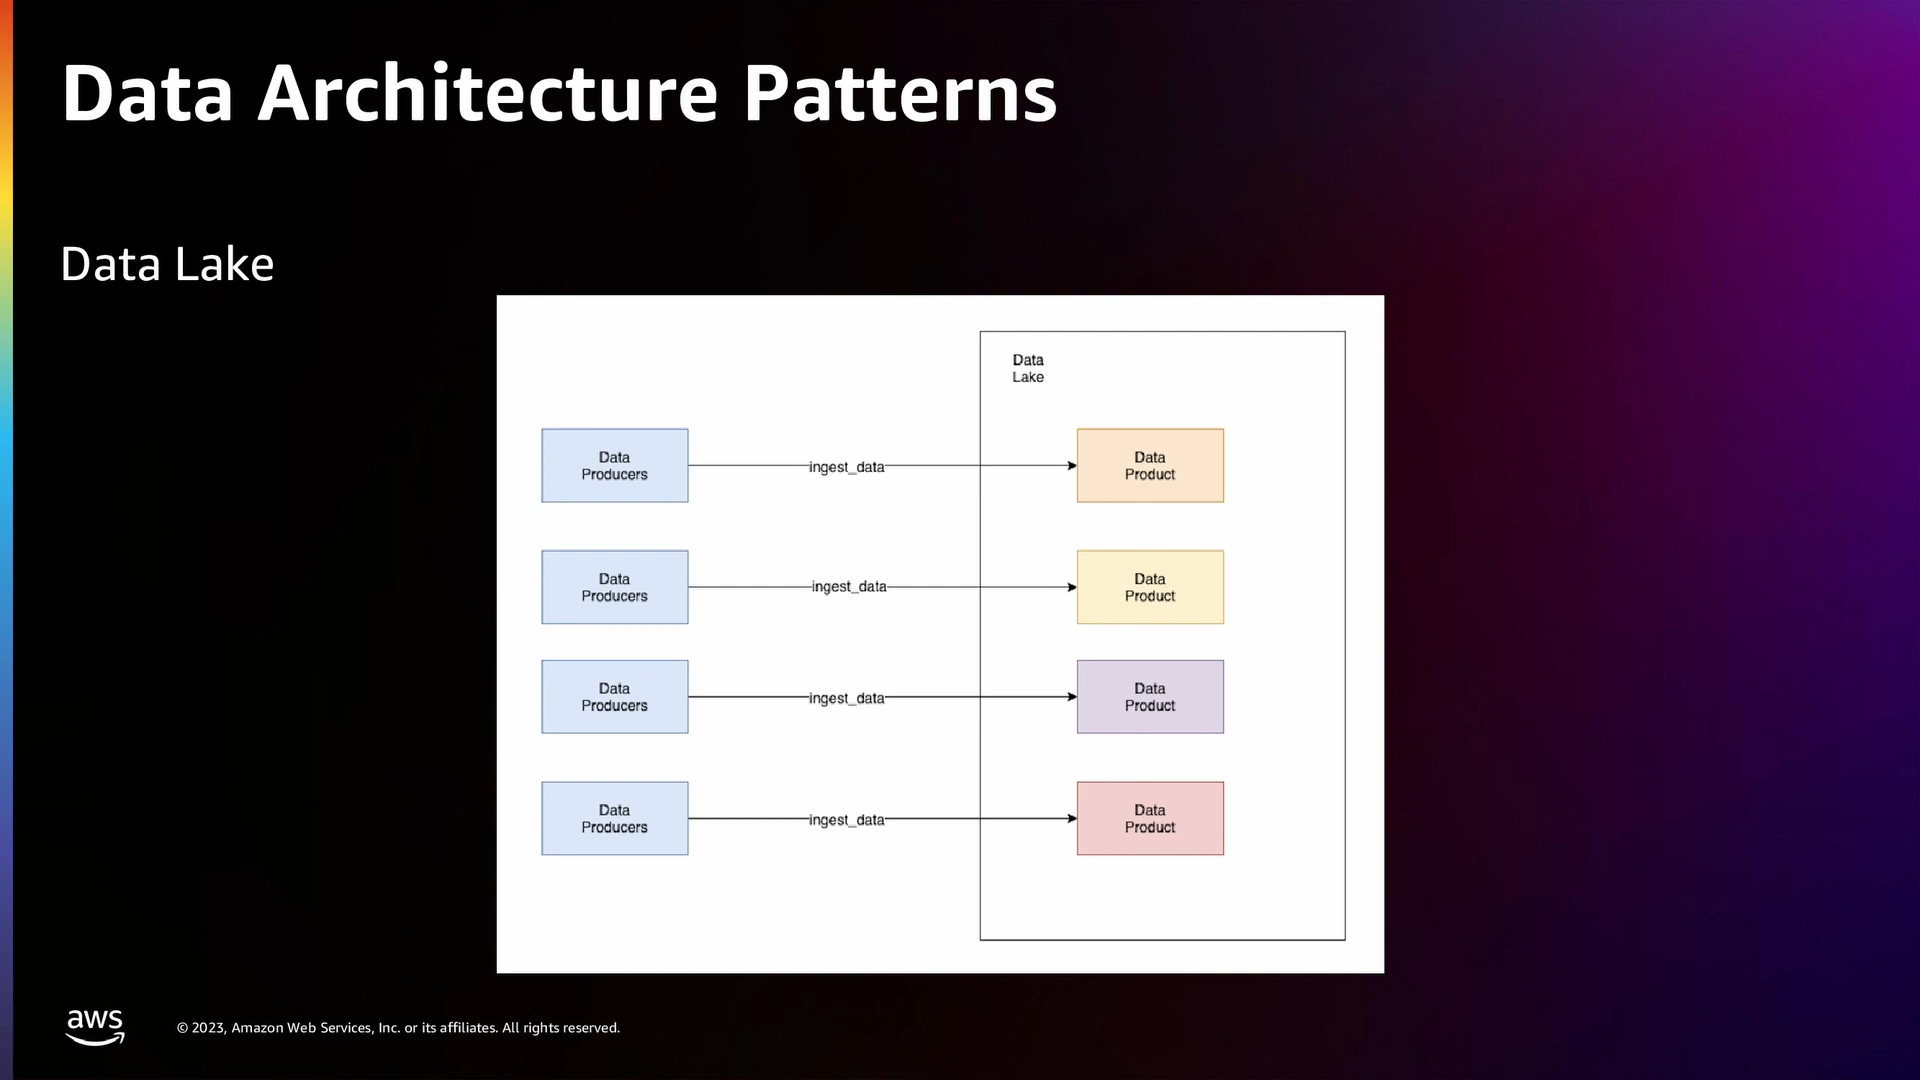 Data Architecture Patterns
Data Lake
Data
Lake
Data
Producers
ingest_data
Data
Product
Data
Producers
ingest_data
Data
Product
Data
Producers
ingest_data
Data
Product
Data
Producers
ingest_data
Data
Product
aws
© 2023, Amazon Web Services, Inc. or its affiliates. All rights reserved.